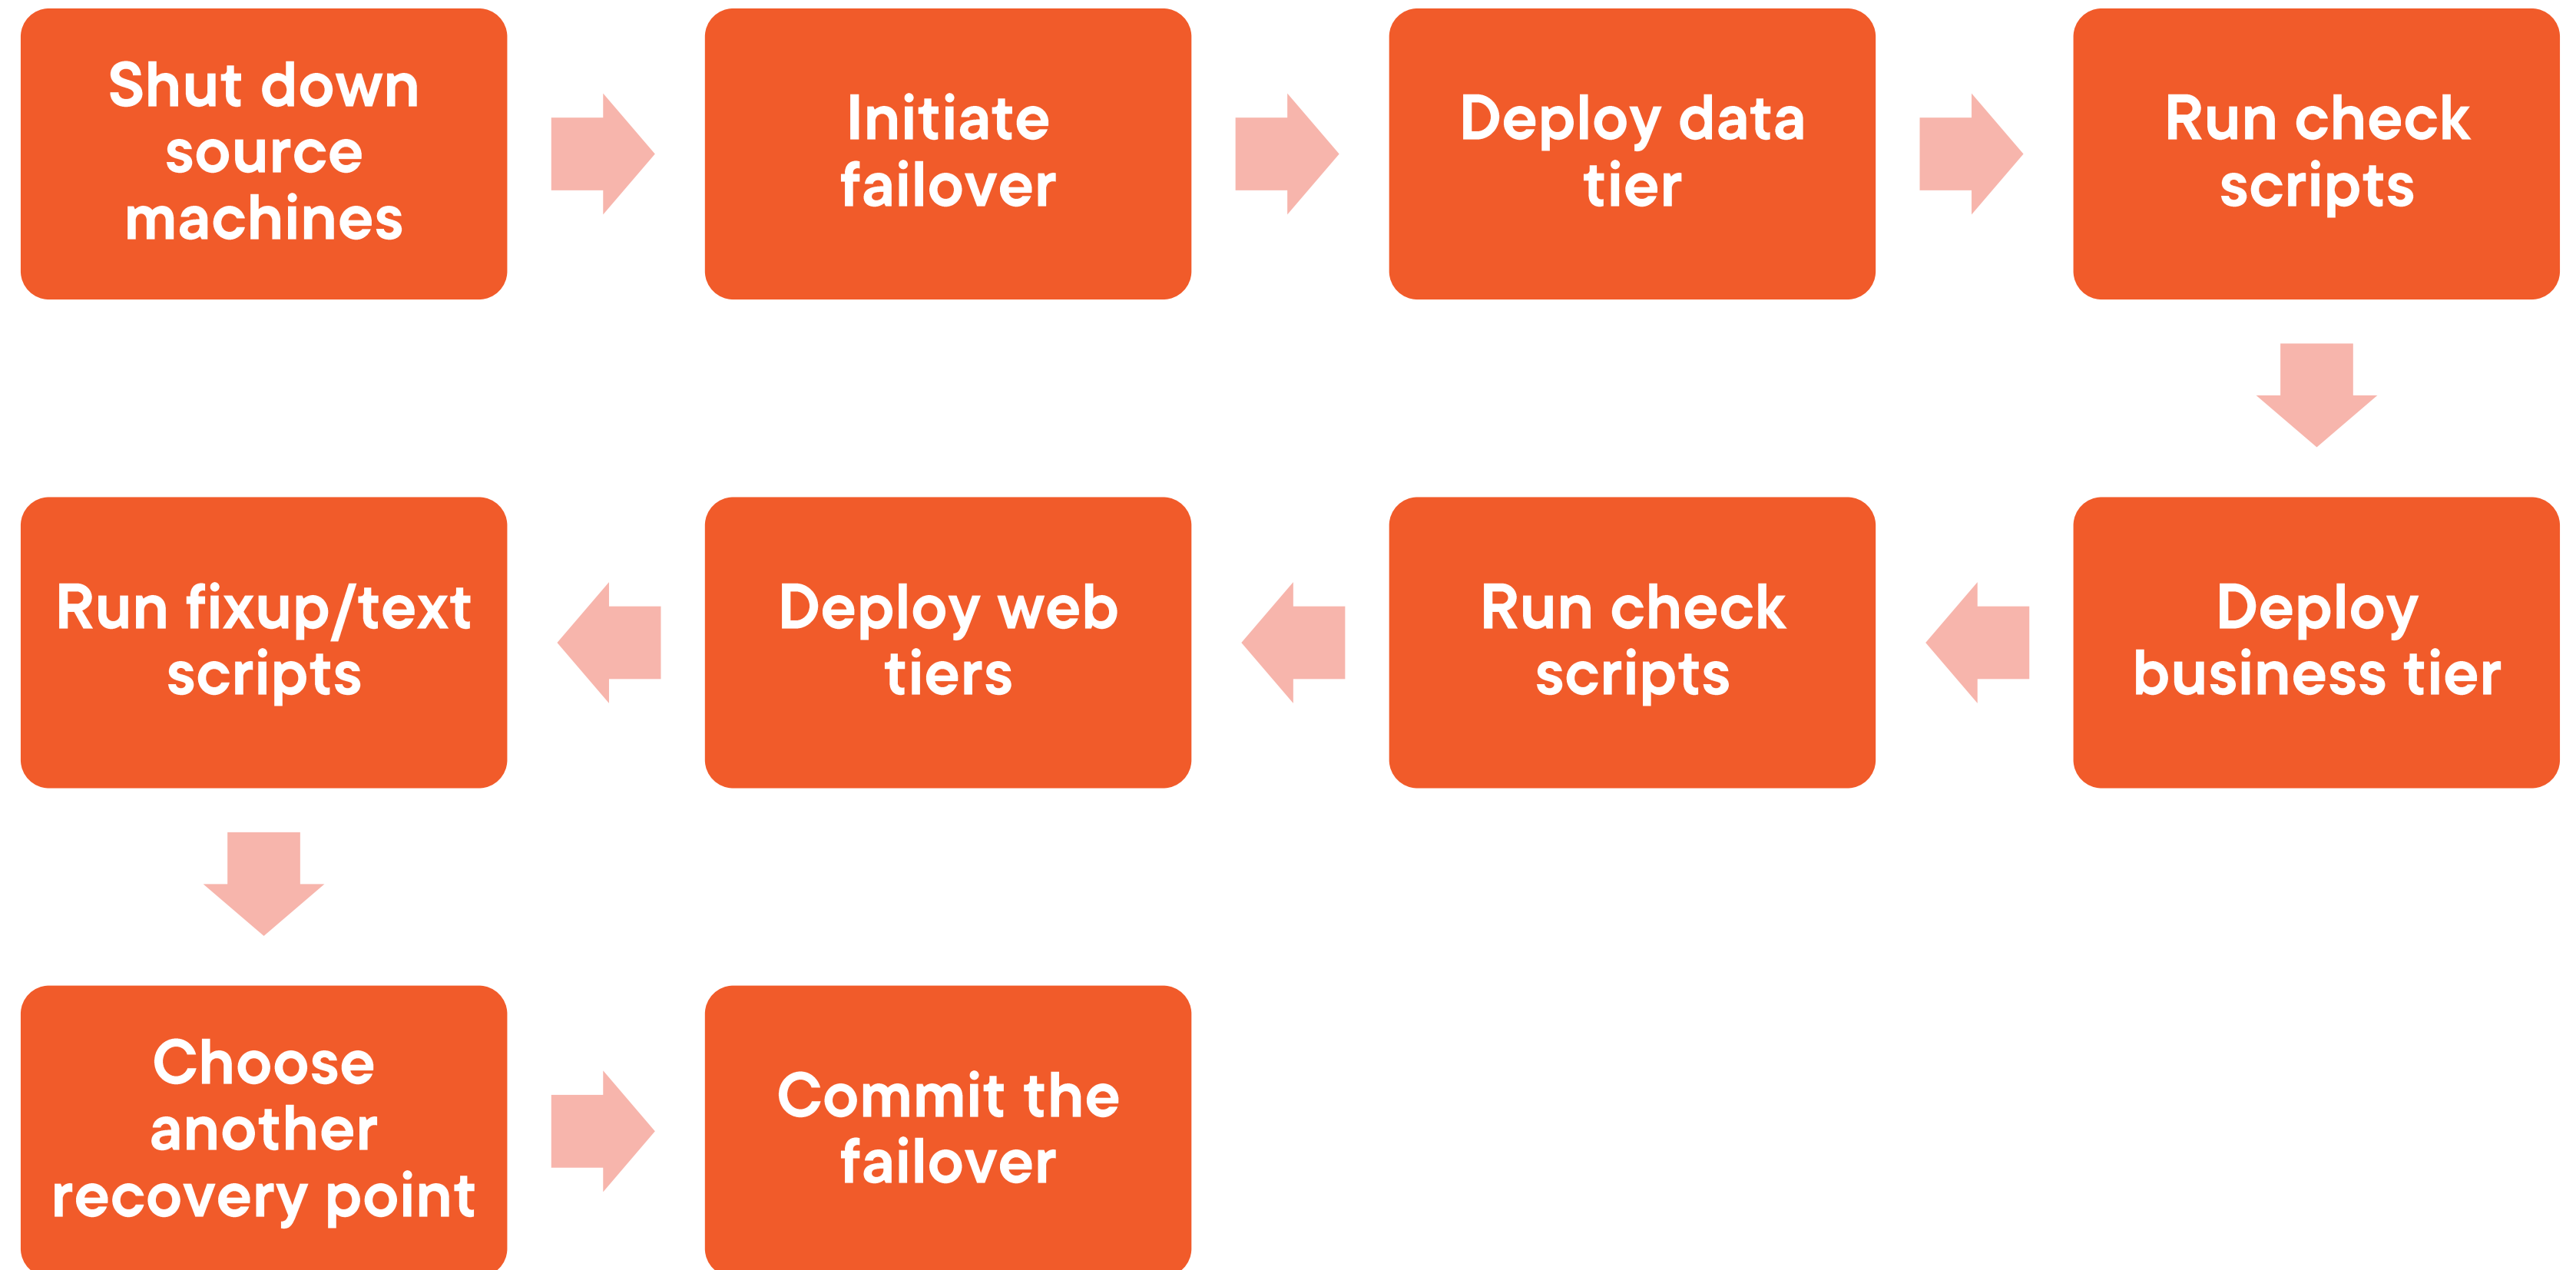 Shut down
source
machines
Initiate
failover
Deploy data
tier
Run check
scripts
Deploy
business tier
Run check
scripts
Deploy web
tiers
Run fixup/text
scripts
Choose
another
recovery point
Commit the
failover